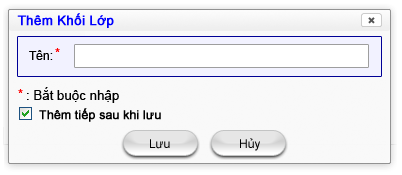 Thêm Khối Lớp
Tên:*
* : Bắt buộc nhập
Thêm tiếp sau khi lưu
Lưu Hủy